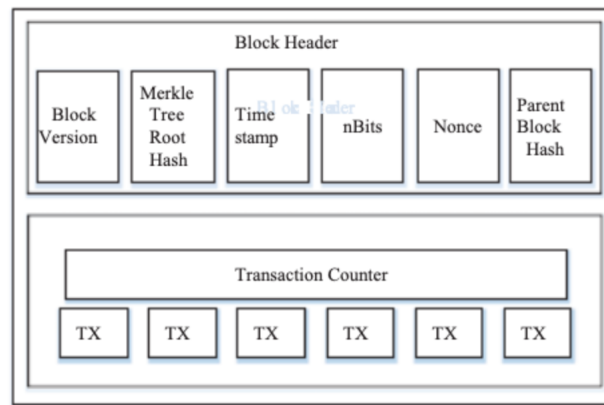 Block Header
Block
Version
Merkle
Tree
Root
Hash
Time
stamp
nBits
Nonce
Parent
Block
Hash
Transaction Counter
TX
TX
TX
TX
TX
TX